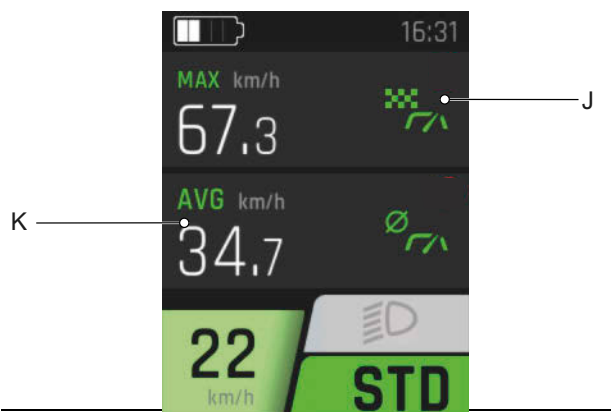 16:31
MAX km/h
67.3
J
AVG km/h
K
34.7
Ø
22
km/h
STD